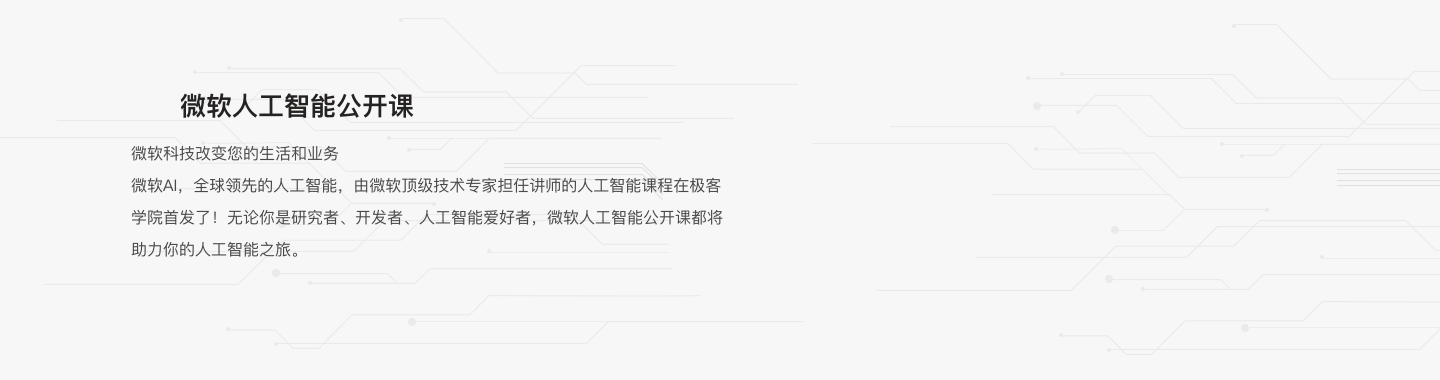 微软人工智能公开课
微软科技改变您的生活和业务
微软AI，全球领先的人工智能，由微软顶级技术专家担任讲师的人工智能课程在极客
学院首发了！无论你是研究者、开发者、人工智能爱好者，微软人工智能公开课都将
助力你的人工智能之旅。